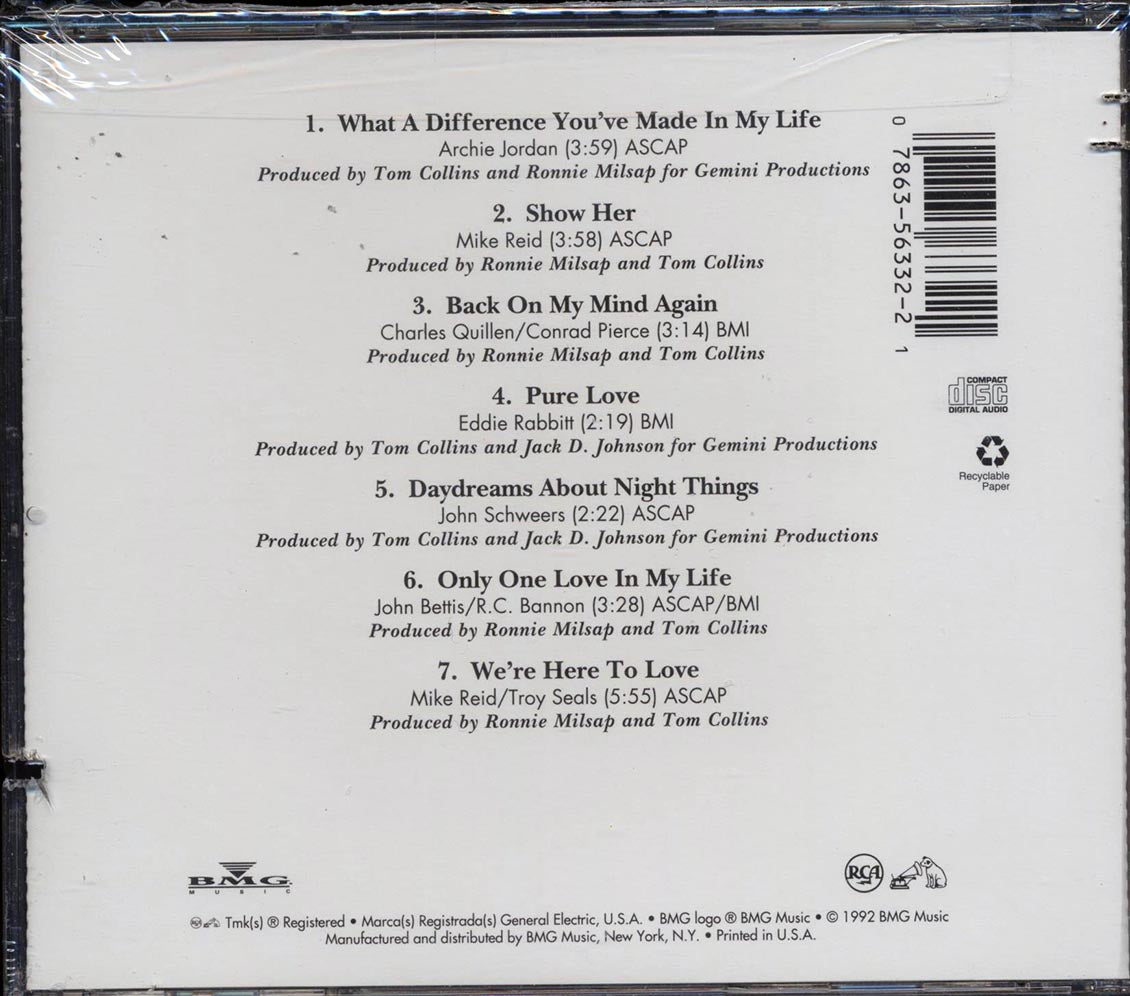 1. What A Difference You've Made In My Life
Archie Jordan (3:59) ASCAP
Produced by Tom Collins and Ronnie Milsap for Gemini Productions
2. Show Her
Mike Reid (3:58) ASCAP
Produced by Ronnie Milsap and Tom Collins
3. Back On My Mind Again
Charles Quillen/Conrad Pierce (3:14) BMI
Produced by Ronnie Milsap and Tom Collins
4. Pure Love
Eddie Rabbitt (2:19) BMI
Produced by Tom Collins and Jack D. Johnson for Gemini Productions
5. Daydreams About Night Things
John Schweers (2:22) ASCAP
Produced by Tom Collins and Jack D. Johnson for Gemini Productions
6. Only One Love In My Life
John Bettis/R.C. Bannon (3:28) ASCAP/BMI
Produced by Ronnie Milsap and Tom Collins
7. We're Here To Love
Mike Reid/Troy Seals (5:55) ASCAP
Produced by Ronnie Milsap and Tom Collins
0 7863-56332-2 1
COMPACT
disc
DIGITAL AUDIO
Recyclable
Paper
BMG
MUSIC
RCA
Tmk(s) ® Registered • Marca(s) Registrada(s) General Electric, U.S.A. • BMG logo ® BMG Music • © 1992 BMG Music
Manufactured and distributed by BMG Music, New York, N.Y. • Printed in U.S.A.